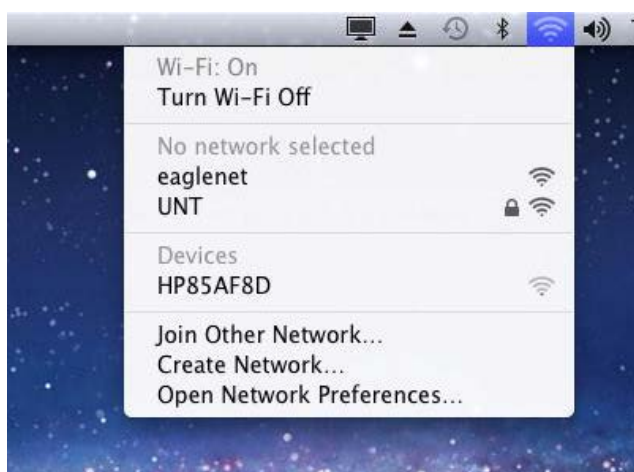 Wi-Fi: On
Turn Wi-Fi Off
No network selected
eaglenet
UNT
Devices
HP85AF8D
Join Other Network...
Create Network...
Open Network Preferences...